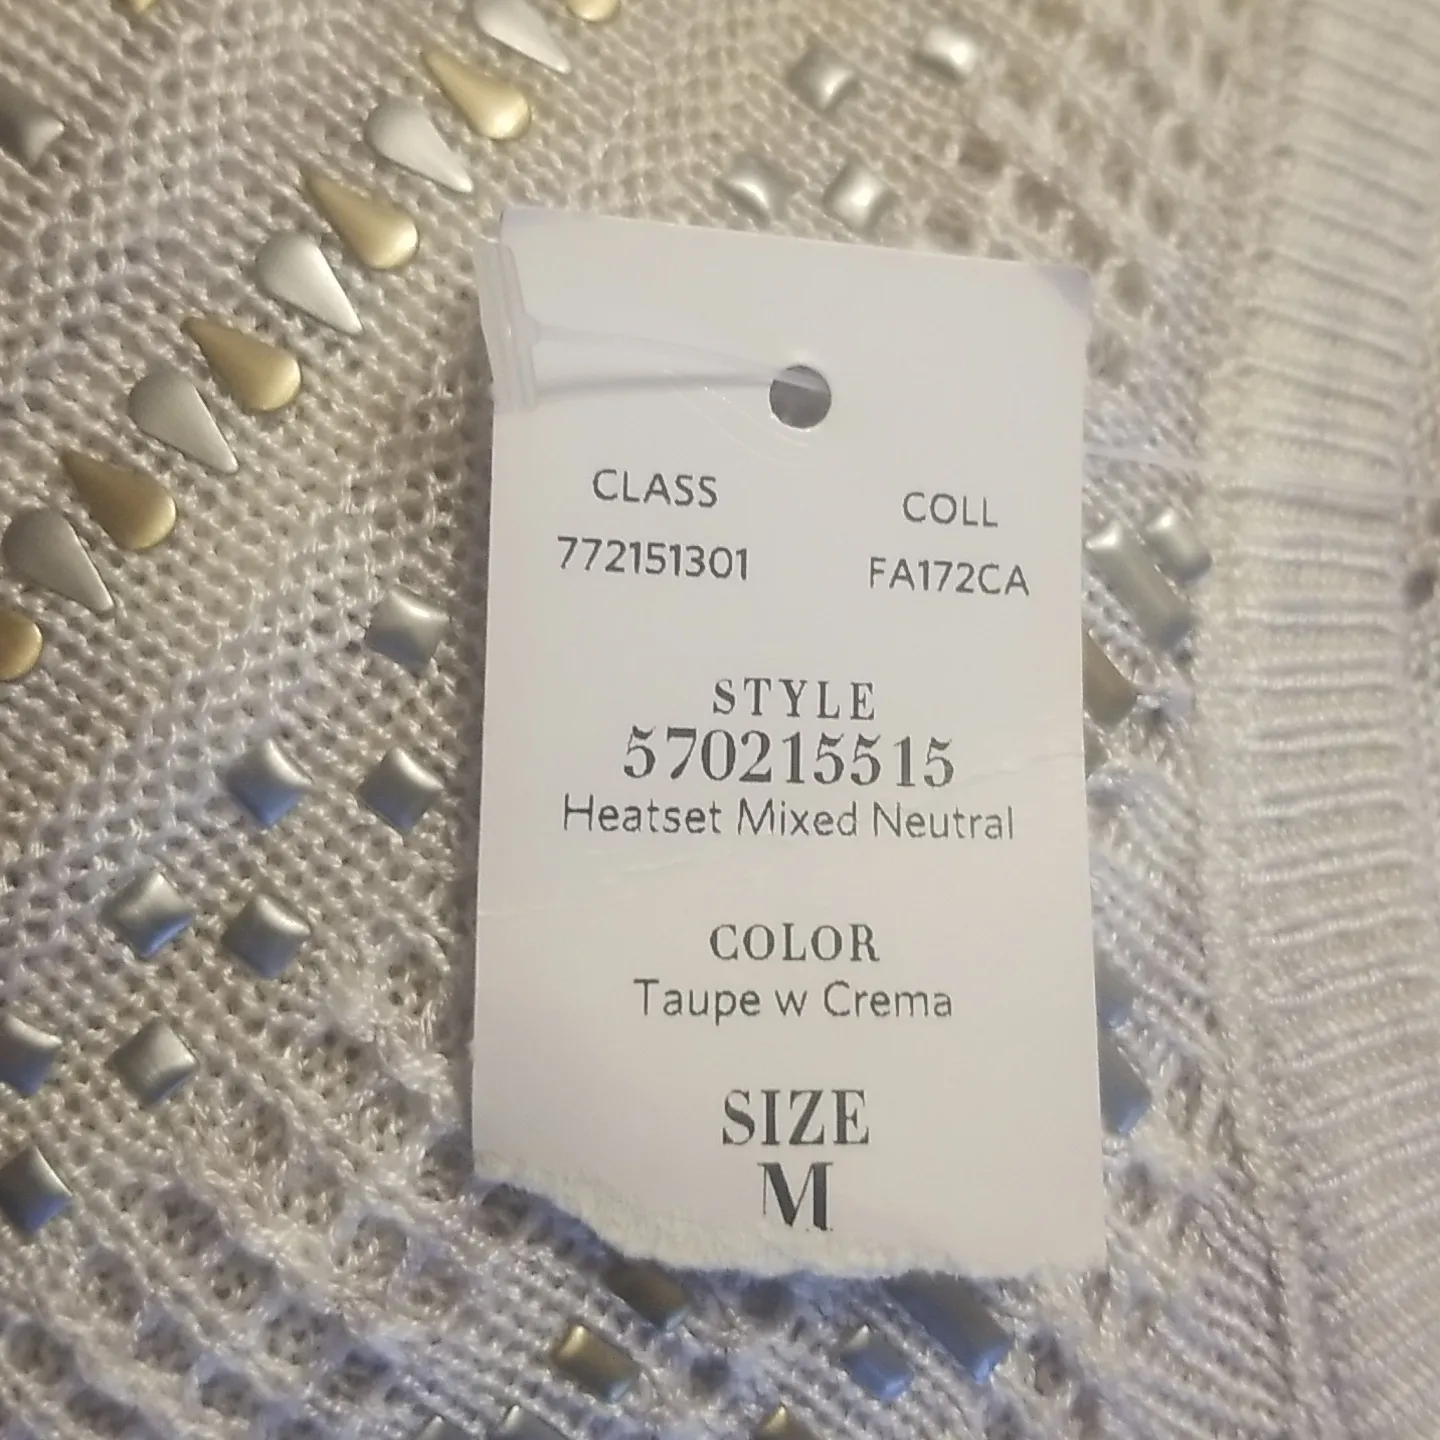 CLASS COLL
772151301 FA172CA
STYLE
570215515
Heatset Mixed Neutral
COLOR
Taupe w Crema
SIZE
M